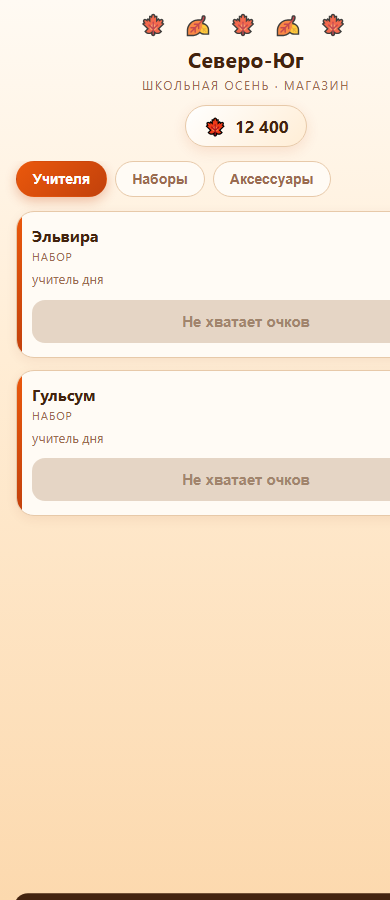 Северо-Юг
ШКОЛЬНАЯ ОСЕНЬ · МАГАЗИН
12 400
Учителя
Наборы
Аксессуары
Эльвира
НАБОР
учитель дня
Не хватает очков
Гульсум
НАБОР
учитель дня
Не хватает очков